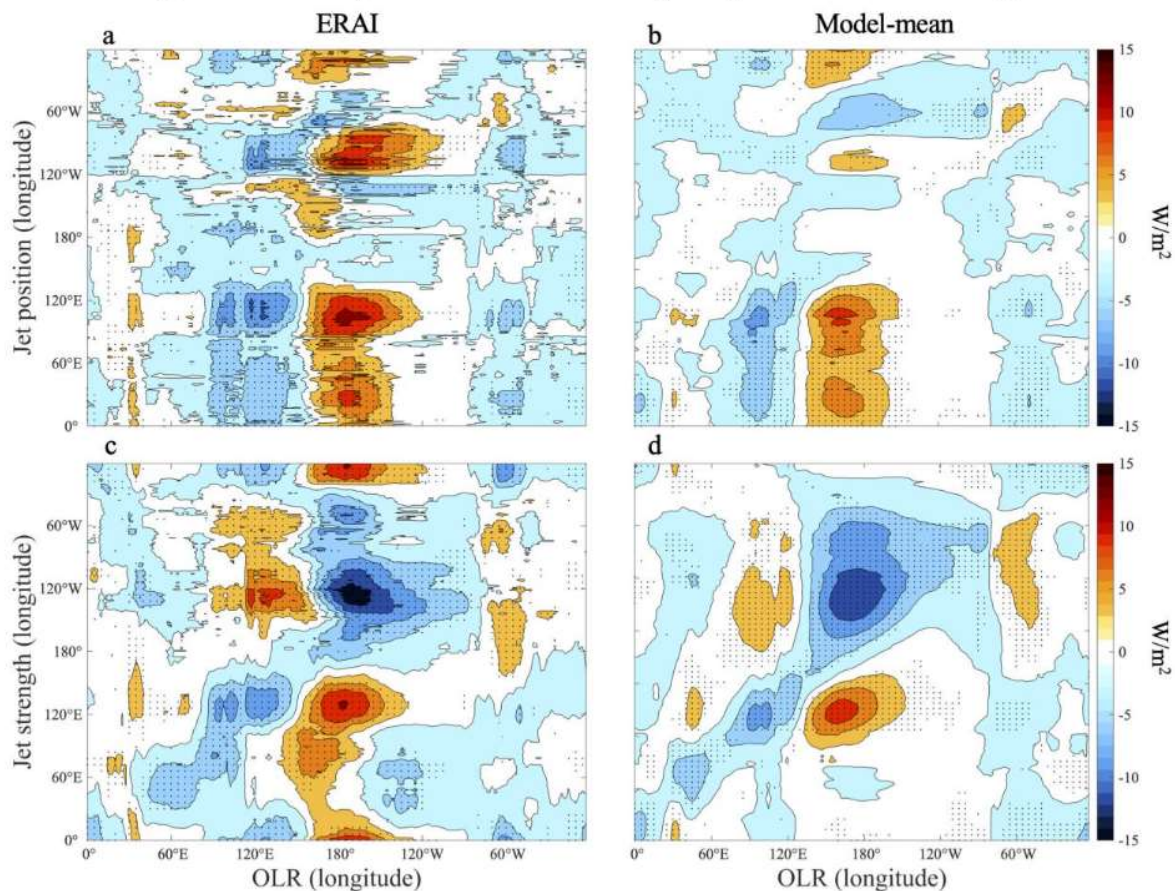 ERAI Model-mean
a b
60°W
120°W
180°
120°E
60°E
0°
Jet position (longitude)
15
10
5
0
-5
-10
-15
W/m²
c d
60°W
120°W
180°
120°E
60°E
0°
Jet strength (longitude)
15
10
5
0
-5
-10
-15
W/m²
0° 60°E 120°E 180° 120°W 60°W 0° 60°E 120°E 180° 120°W 60°W
OLR (longitude) OLR (longitude)